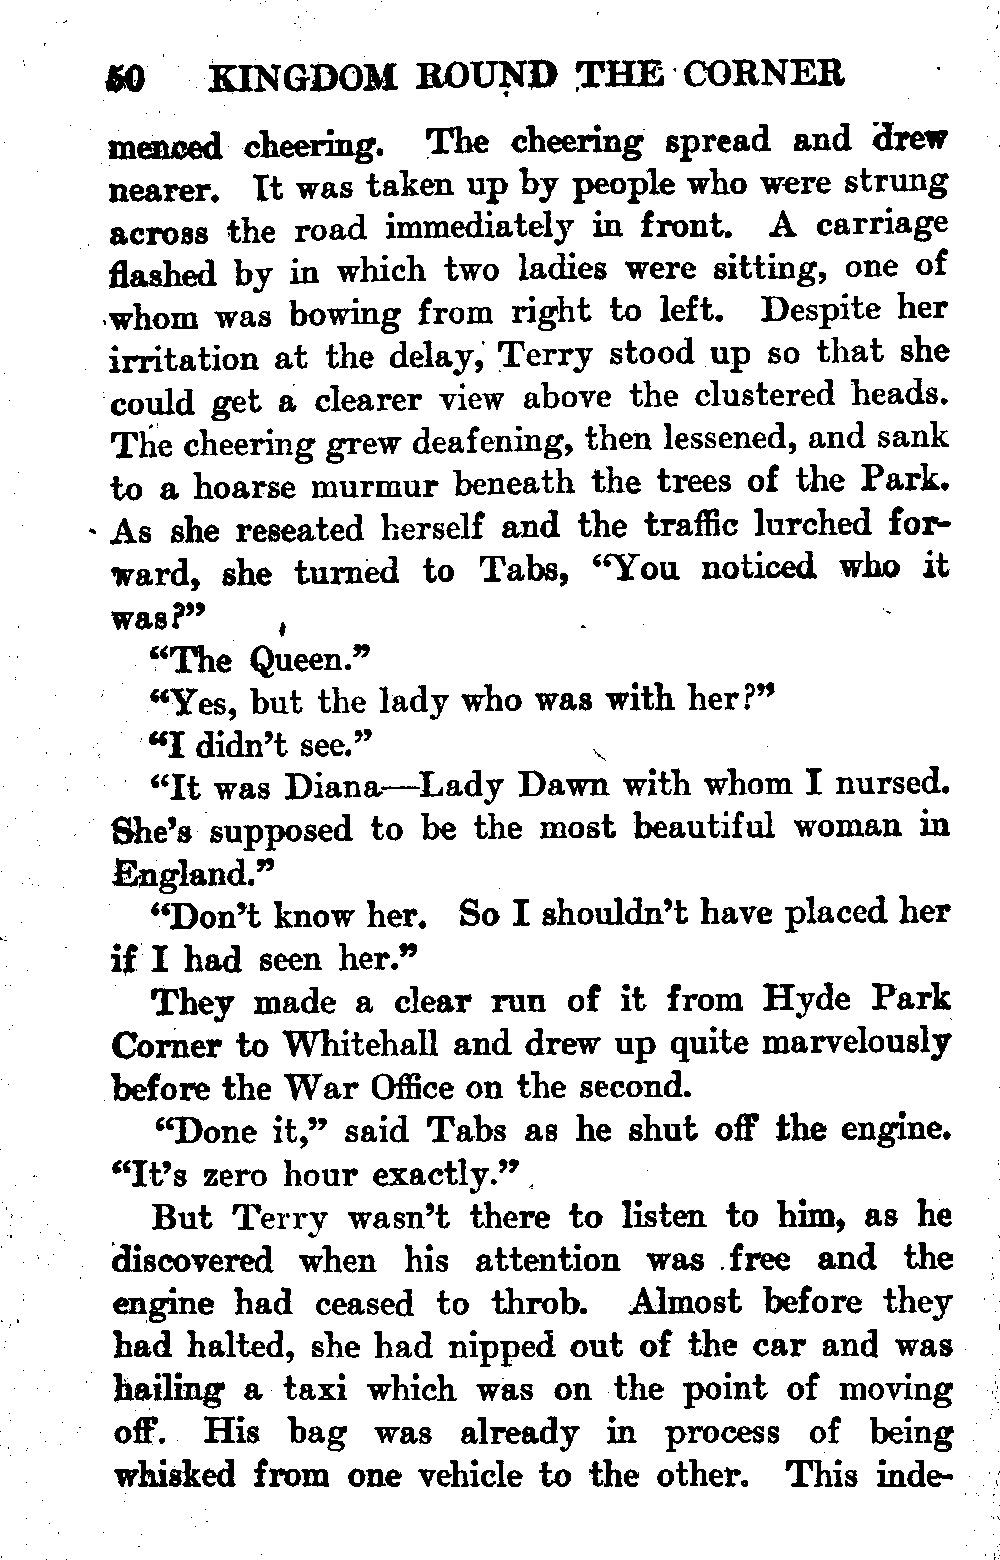 50 KINGDOM ROUND THE CORNER
menced cheering. The cheering spread and drew
nearer. It was taken up by people who were strung
across the road immediately in front. A carriage
flashed by in which two ladies were sitting, one of
whom was bowing from right to left. Despite her
irritation at the delay, Terry stood up so that she
could get a clearer view above the clustered heads.
The cheering grew deafening, then lessened, and sank
to a hoarse murmur beneath the trees of the Park.
As she reseated herself and the traffic lurched for-
ward, she turned to Tabs, “You noticed who it
was?”
“The Queen.”
“Yes, but the lady who was with her?”
“I didn’t see.”
“It was Diana—Lady Dawn with whom I nursed.
She’s supposed to be the most beautiful woman in
England.”
“Don’t know her. So I shouldn’t have placed her
if I had seen her.”
They made a clear run of it from Hyde Park
Corner to Whitehall and drew up quite marvelously
before the War Office on the second.
“Done it,” said Tabs as he shut off the engine.
“It’s zero hour exactly.”
But Terry wasn’t there to listen to him, as he
discovered when his attention was free and the
engine had ceased to throb. Almost before they
had halted, she had nipped out of the car and was
hailing a taxi which was on the point of moving
off. His bag was already in process of being
whisked from one vehicle to the other. This inde-